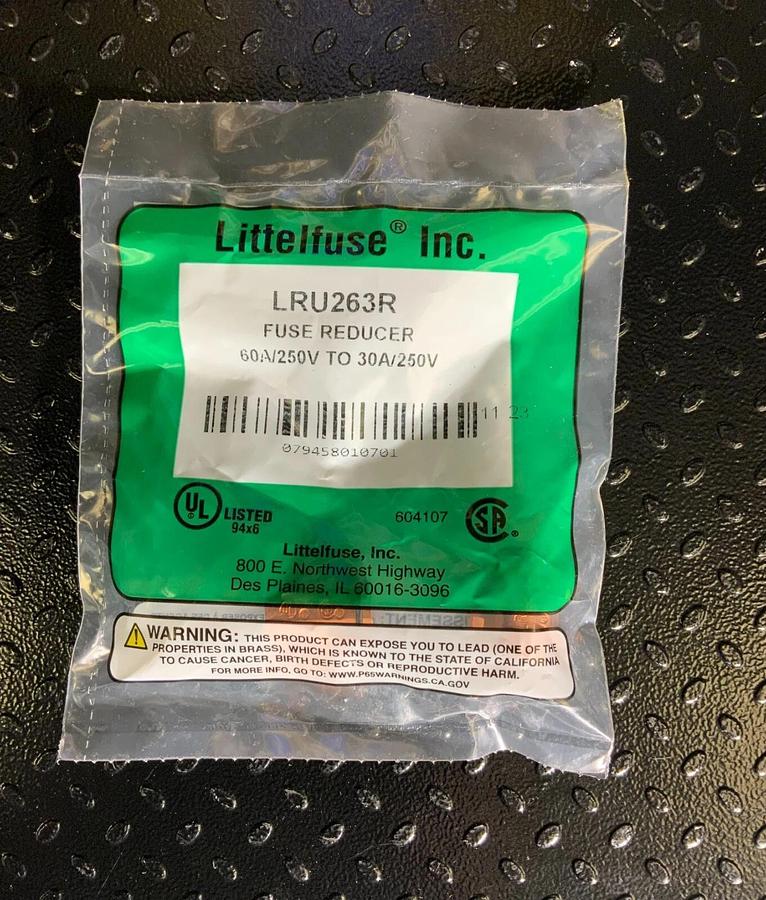 Littelfuse® Inc.
LRU263R
FUSE REDUCER
60A/250V TO 30A/250V
11 23
079458010701
UL ® LISTED
94x6
604107
SA ®
Littelfuse, Inc.
800 E. Northwest Highway
Des Plaines, IL 60016-3096
ISSEMENT:
WARNING: THIS PRODUCT CAN EXPOSE YOU TO LEAD (ONE OF THE
PROPERTIES IN BRASS), WHICH IS KNOWN TO THE STATE OF CALIFORNIA
TO CAUSE CANCER, BIRTH DEFECTS OR REPRODUCTIVE HARM.
FOR MORE INFO, GO TO: WWW.P65WARNINGS.CA.GOV